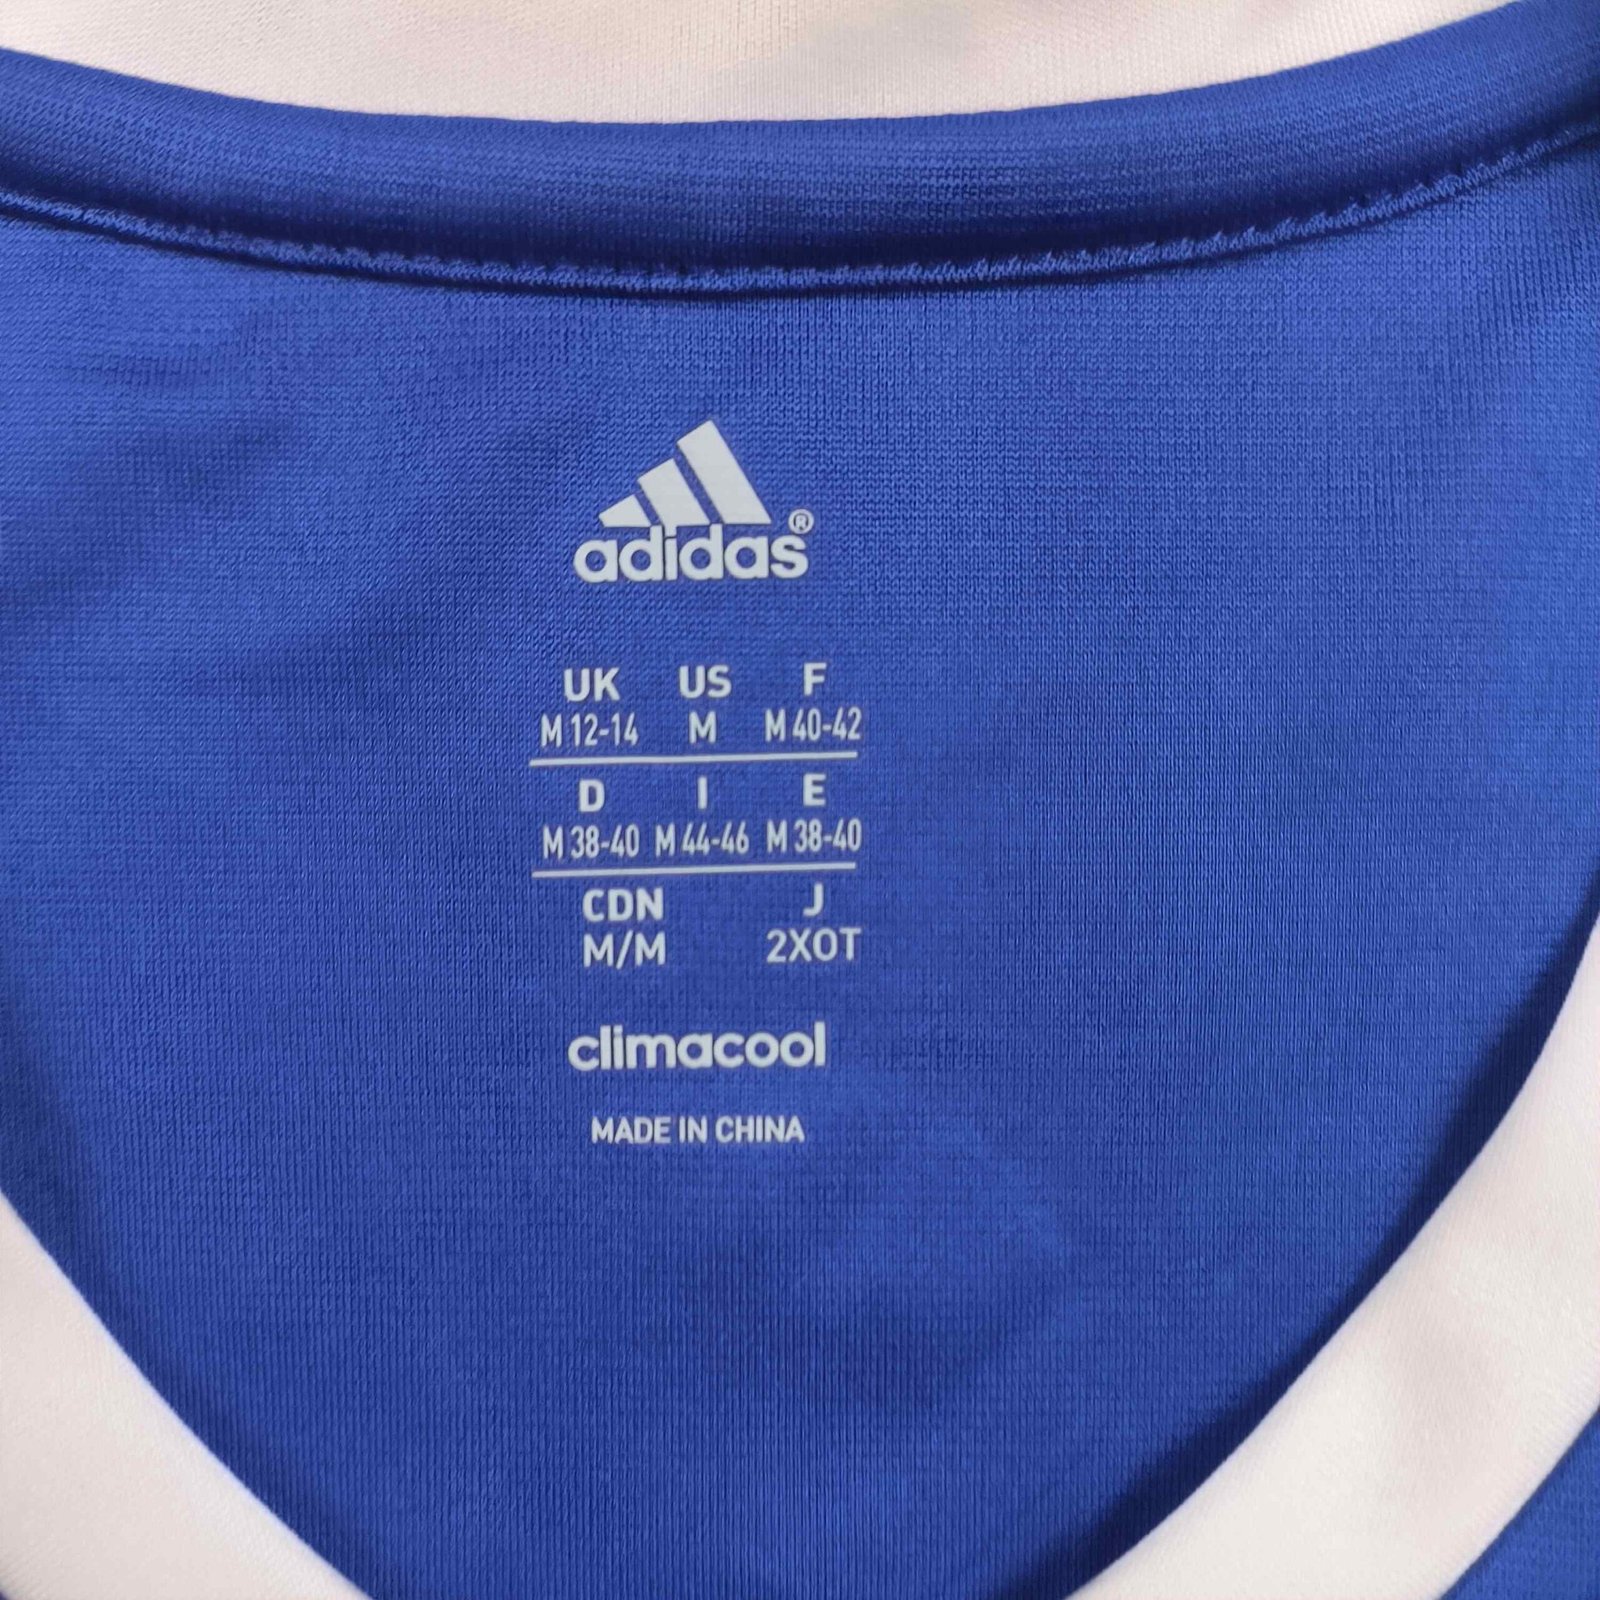 adidas®
UK US F
M 12-14 M M 40-42
D I E
M 38-40 M 44-46 M 38-40
CDN J
M/M 2XOT
climacool
MADE IN CHINA